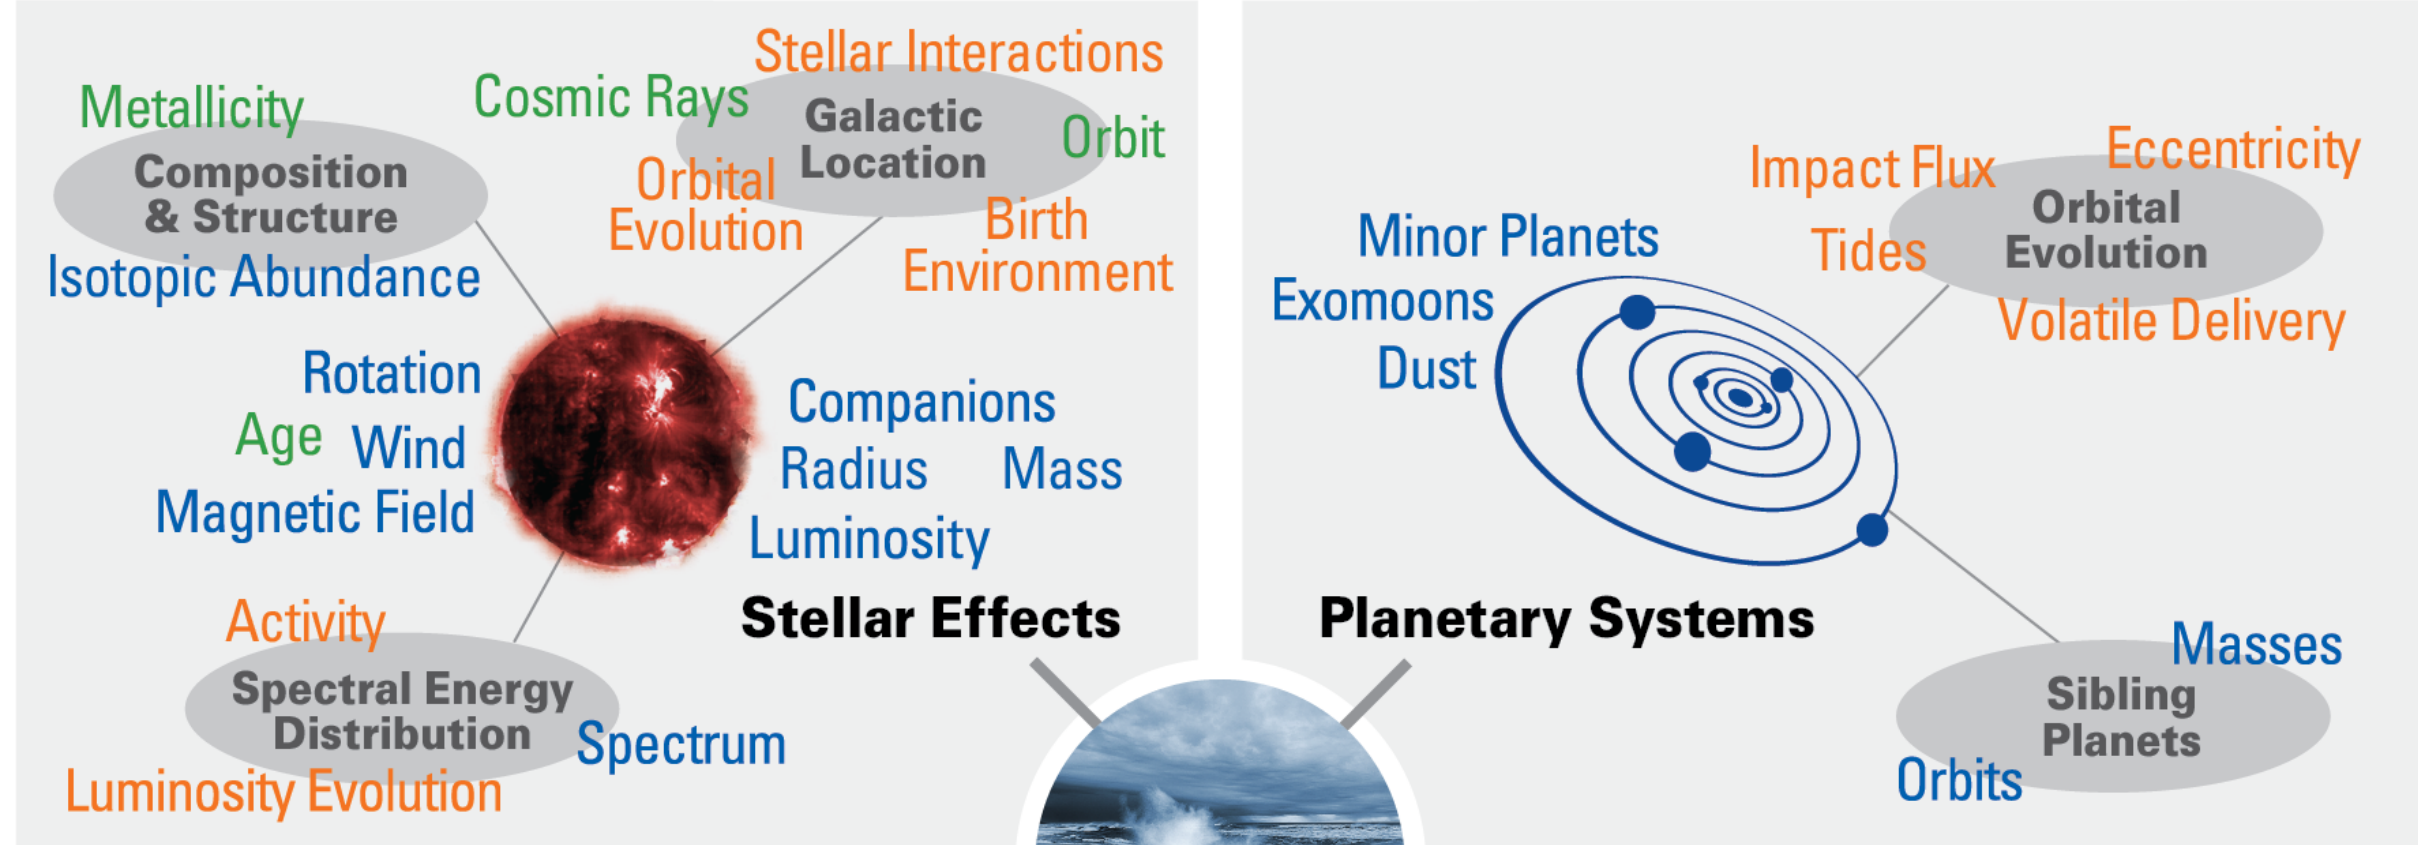 Stellar Interactions
Metallicity
Cosmic Rays
Galactic
Location
Orbit
Composition
& Structure
Orbital
Evolution
Birth
Environment
Isotopic Abundance
Rotation
Age
Wind
Magnetic Field
Companions
Radius
Mass
Luminosity
Activity
Spectral Energy
Distribution
Spectrum
Luminosity Evolution
Stellar Effects
Eccentricity
Impact Flux
Orbital
Evolution
Tides
Volatile Delivery
Minor Planets
Exomoons
Dust
Planetary Systems
Masses
Sibling
Planets
Orbits